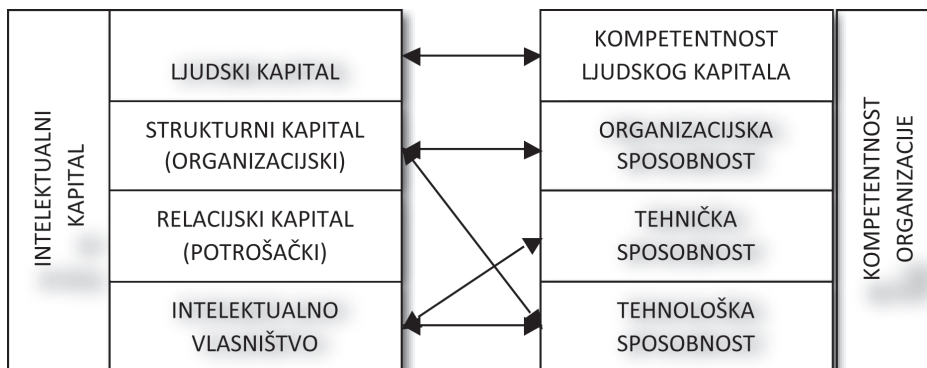 INTELEKTUALNI
KAPITAL
LJUDSKI KAPITAL
STRUKTURNI KAPITAL
(ORGANIZACIJSKI)
RELACIJSKI KAPITAL
(POTROŠAČKI)
INTELEKTUALNO
VLASNIŠTVO
KOMPETENTNOST
LJUDSKOG KAPITALA
ORGANIZACIJSKA
SPOSOBNOST
TEHNIČKA
SPOSOBNOST
TEHNOLOŠKA
SPOSOBNOST
KOMPETENTNOST
ORGANIZACIJE